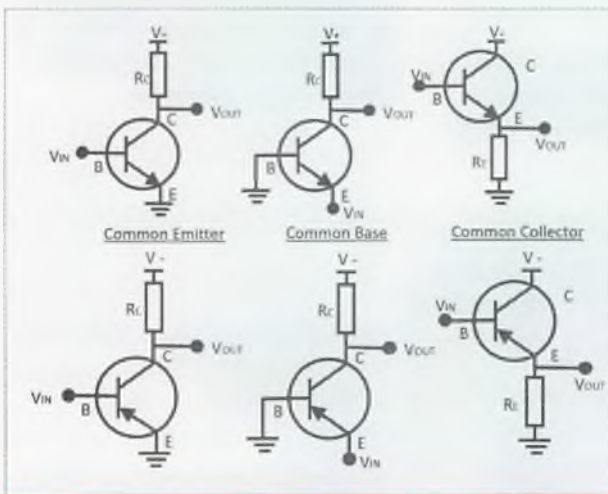 V-
V+
V-
RC
RC
C
VIN
C
VOUT
C
VOUT
B
E
VIN
B
B
VOUT
RE
E
E
VIN
Common Emitter
Common Base
Common Collector
V -
V -
V -
RC
RC
C
VIN
C
VOUT
C
VOUT
B
E
VIN
B
B
VOUT
E
E
RE
VIN